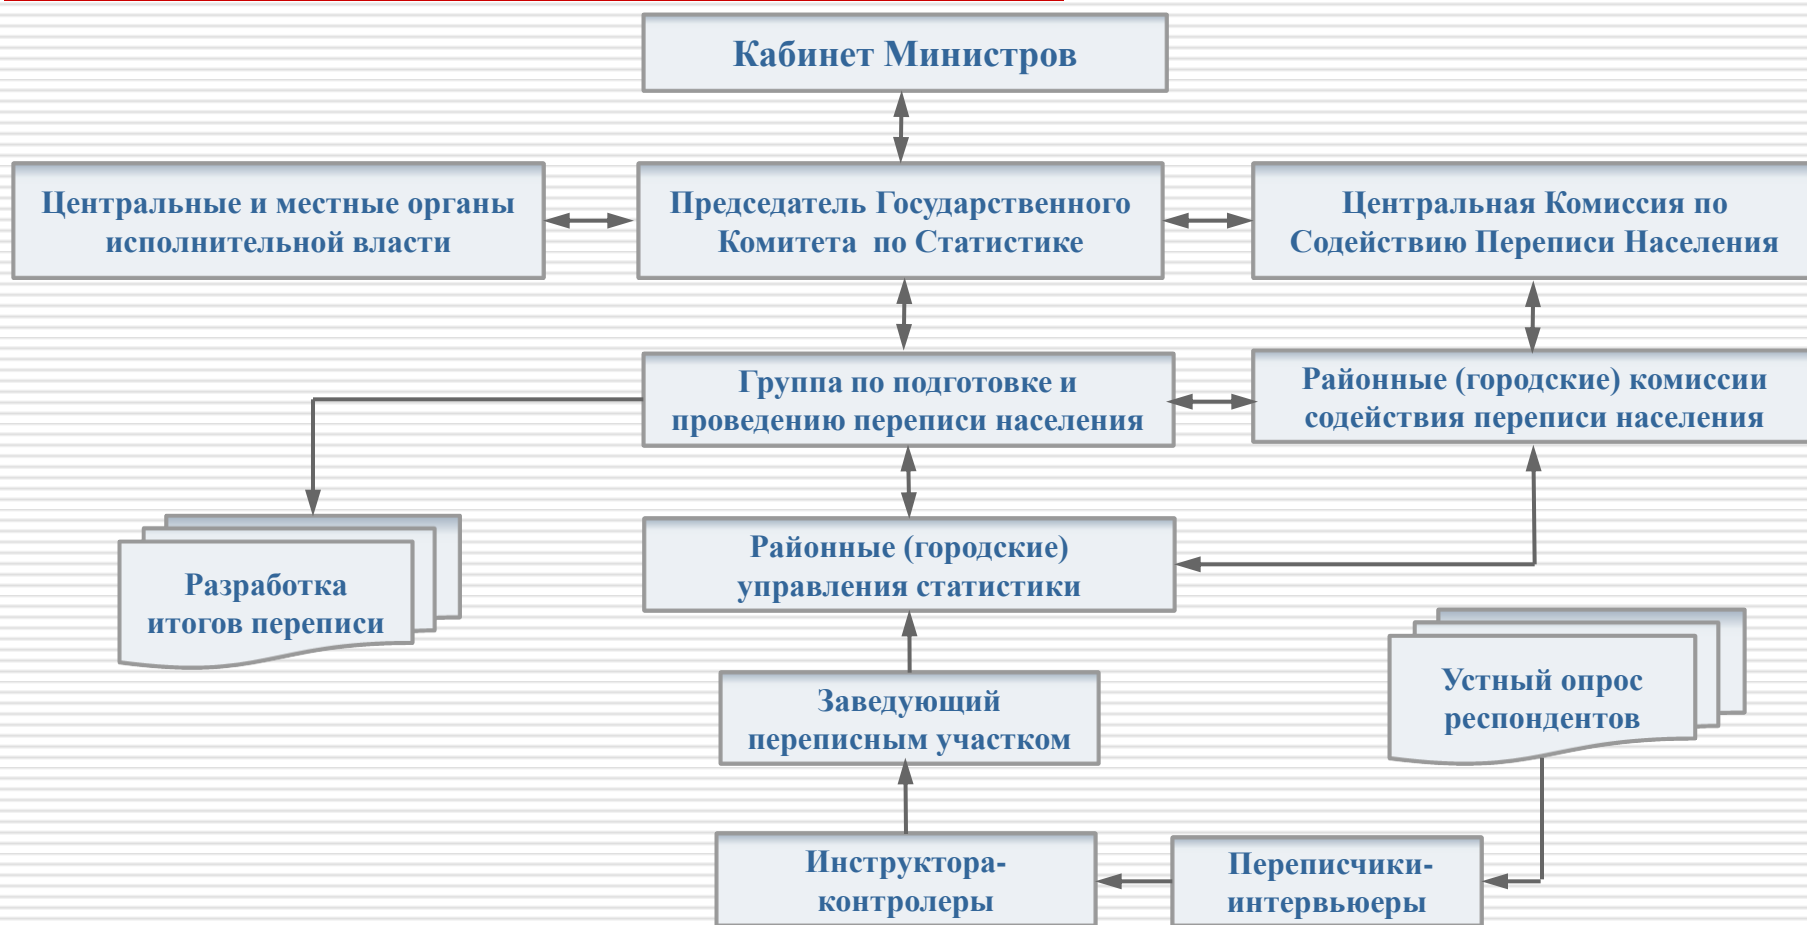 Кабинет Министров
Центральные и местные органы
исполнительной власти
Председатель Государственного
Комитета по Статистике
Центральная Комиссия по
Содействию Переписи Населения
Группа по подготовке и
проведению переписи населения
Районные (городские) комиссии
содействия переписи населения
Районные (городские)
управления статистики
Разработка
итогов переписи
Заведующий
переписным участком
Устный опрос
респондентов
Инструктора-
контролеры
Переписчики-
интервьюеры